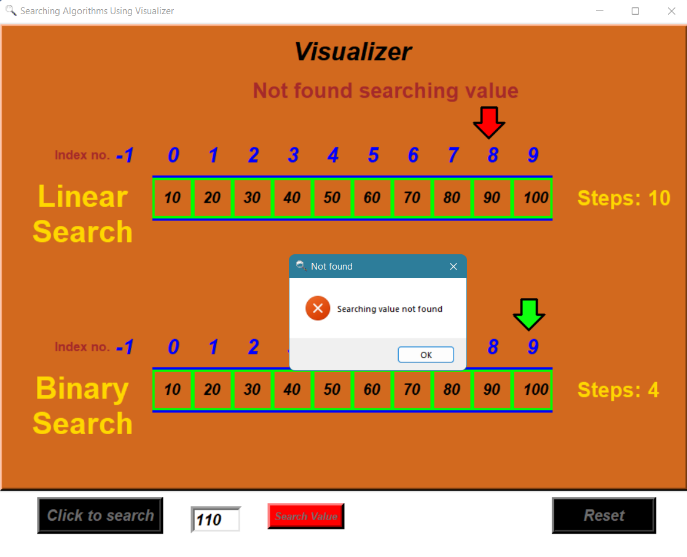 Searching Algorithms Using Visualizer
Visualizer
Not found searching value
Index no. -1 0 1 2 3 4 5 6 7 8 9
Linear Search
10 20 30 40 50 60 70 80 90 100
Steps: 10
Not found
Searching value not found
OK
Index no. -1 0 1 2 8 9
Binary Search
10 20 30 40 50 60 70 80 90 100
Steps: 4
Click to search
110
Search Value
Reset